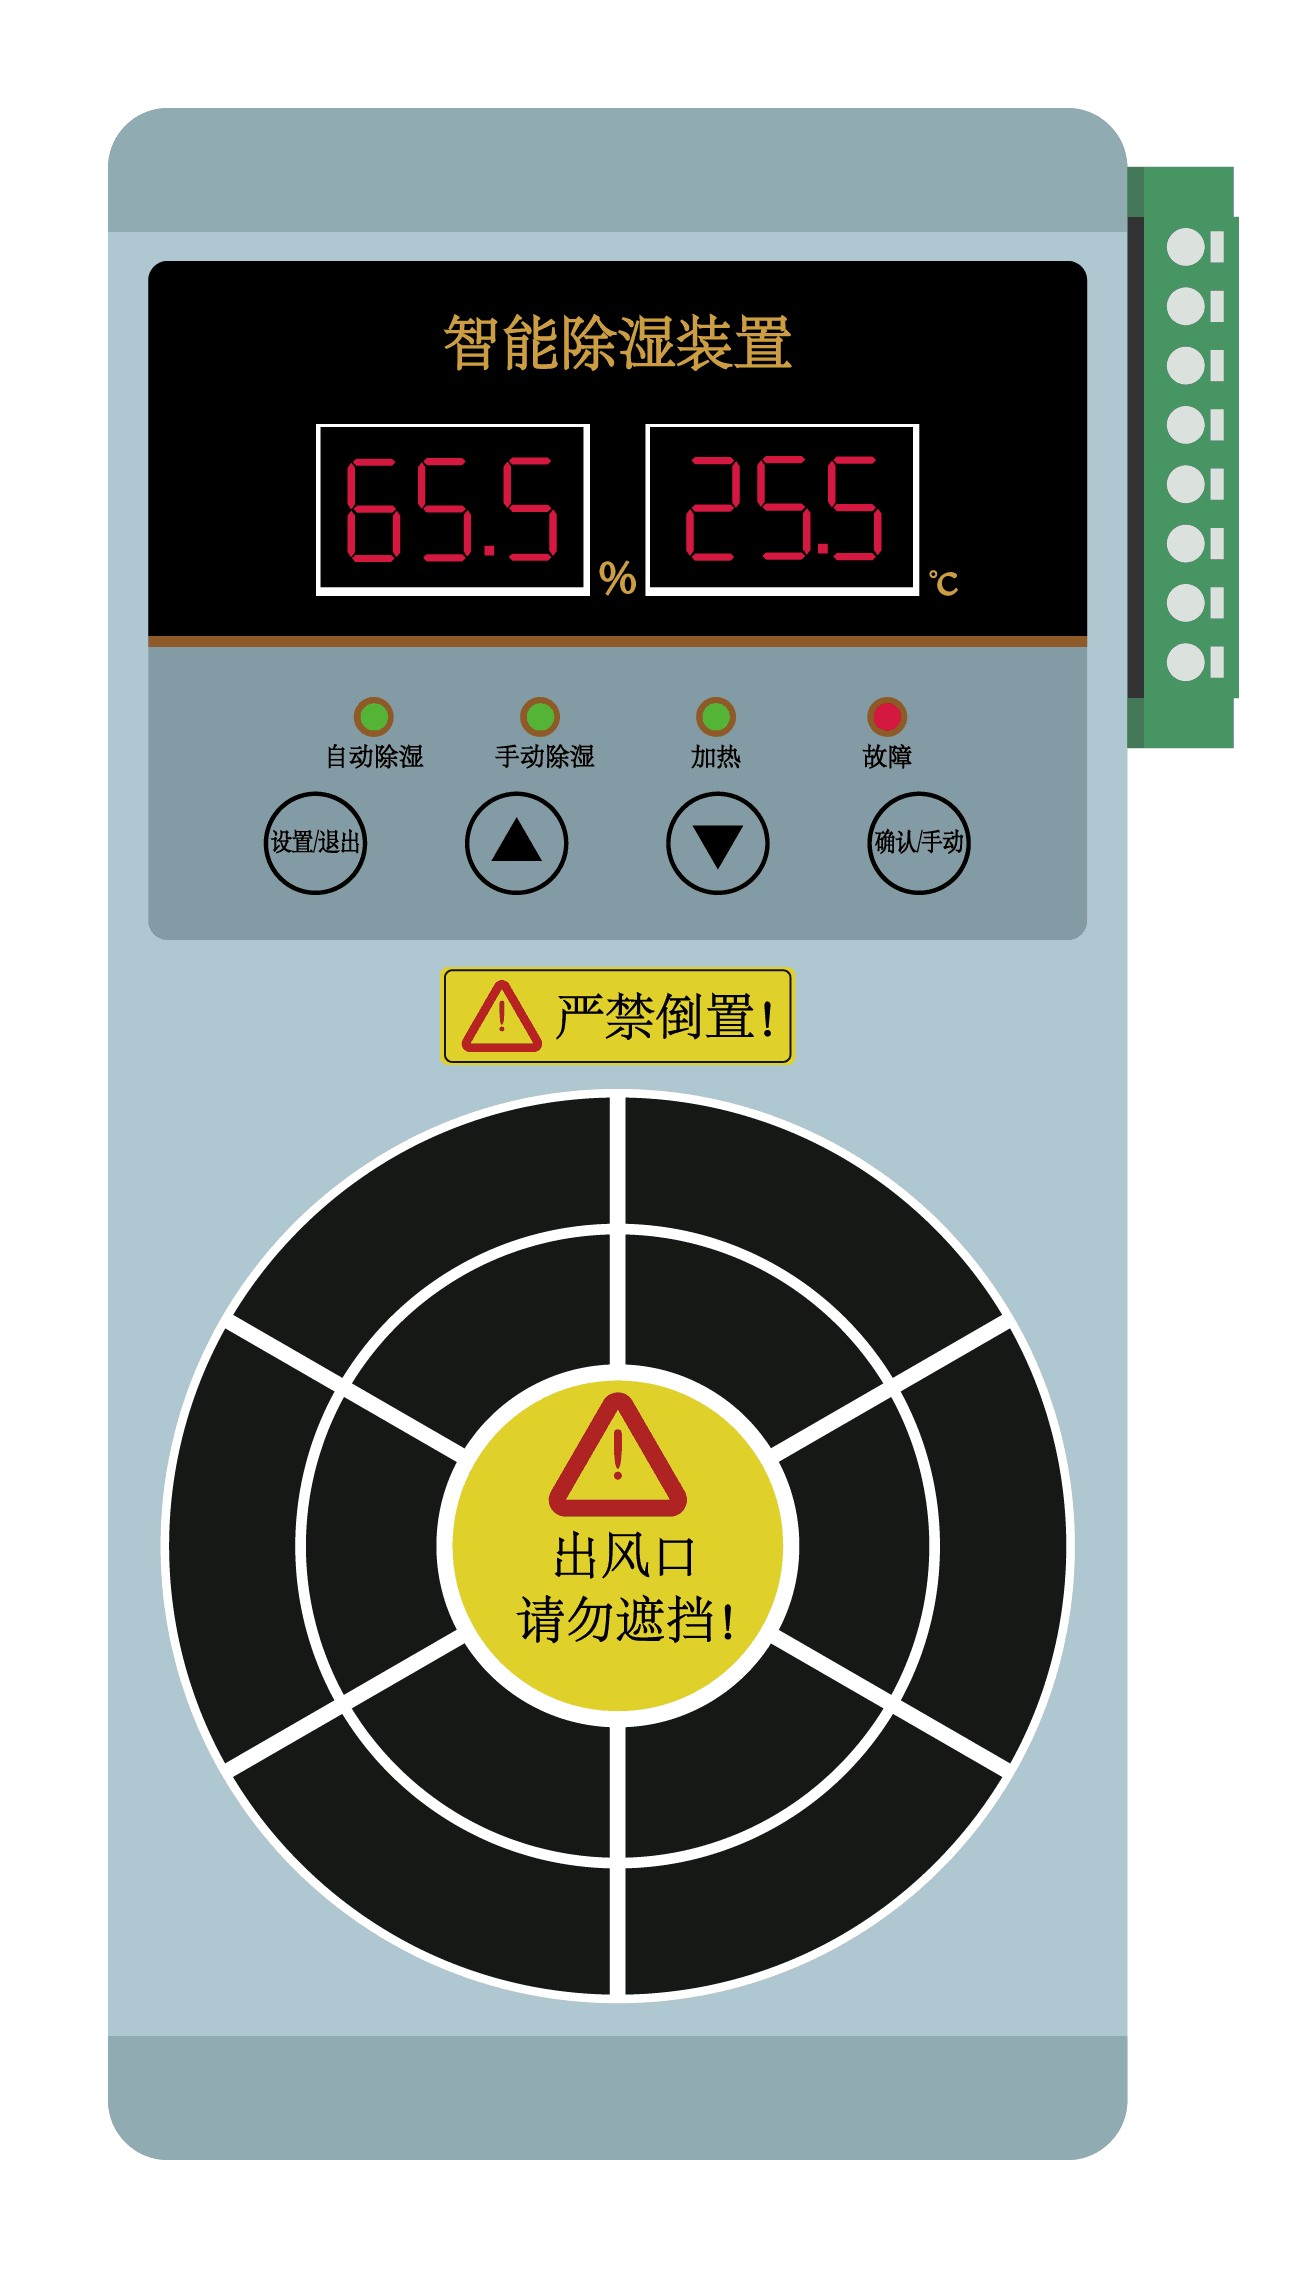 智能除湿装置
65.5 % 25.5 ℃
自动除湿 手动除湿 加热 故障
设置/退出 ▲ ▼ 确认/手动
严禁倒置!
出风口
请勿遮挡!